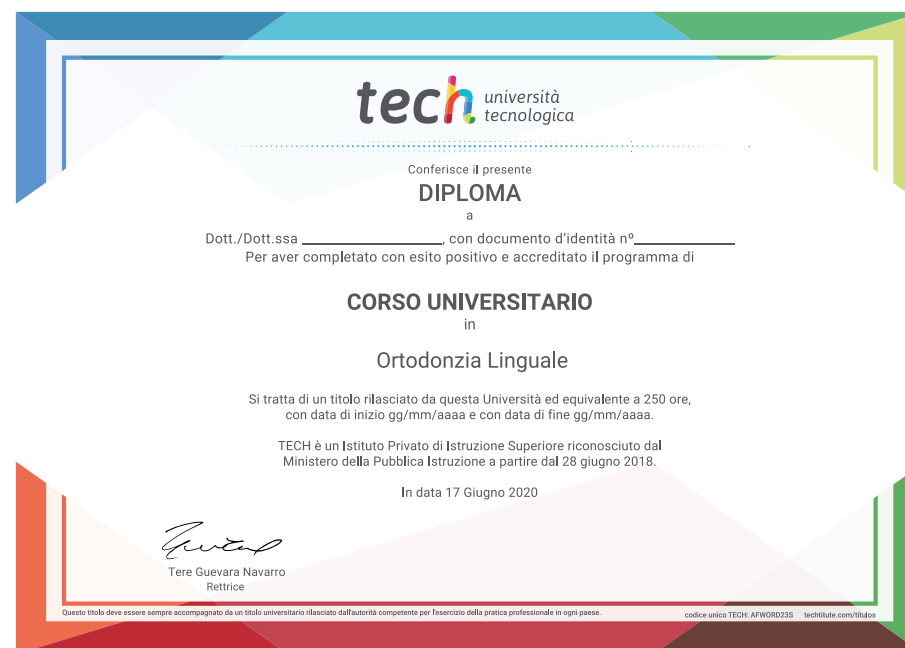 tech università
tecnologica
Conferisce il presente
DIPLOMA
a
Dott./Dott.ssa ____________________, con documento d'identità nº______________
Per aver completato con esito positivo e accreditato il programma di
CORSO UNIVERSITARIO
in
Ortodonzia Linguale
Si tratta di un titolo rilasciato da questa Università ed equivalente a 250 ore,
con data di inizio gg/mm/aaaa e con data di fine gg/mm/aaaa.
TECH è un Istituto Privato di Istruzione Superiore riconosciuto dal
Ministero della Pubblica Istruzione a partire dal 28 giugno 2018.
In data 17 Giugno 2020
Tere Guevara Navarro
Rettrice
Questo titolo deve essere sempre accompagnato da un titolo universitario rilasciato dall'autorità competente per l'esercizio della pratica professionale in ogni paese.
codice unico TECH: AFWORD23S techtitute.com/títulos